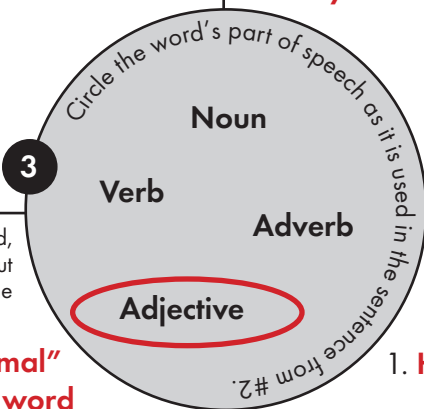 Circle the word's part of speech as it is used in the sentence from #2.
Noun
3
Verb
Adverb
Adjective
mal"
word
1.